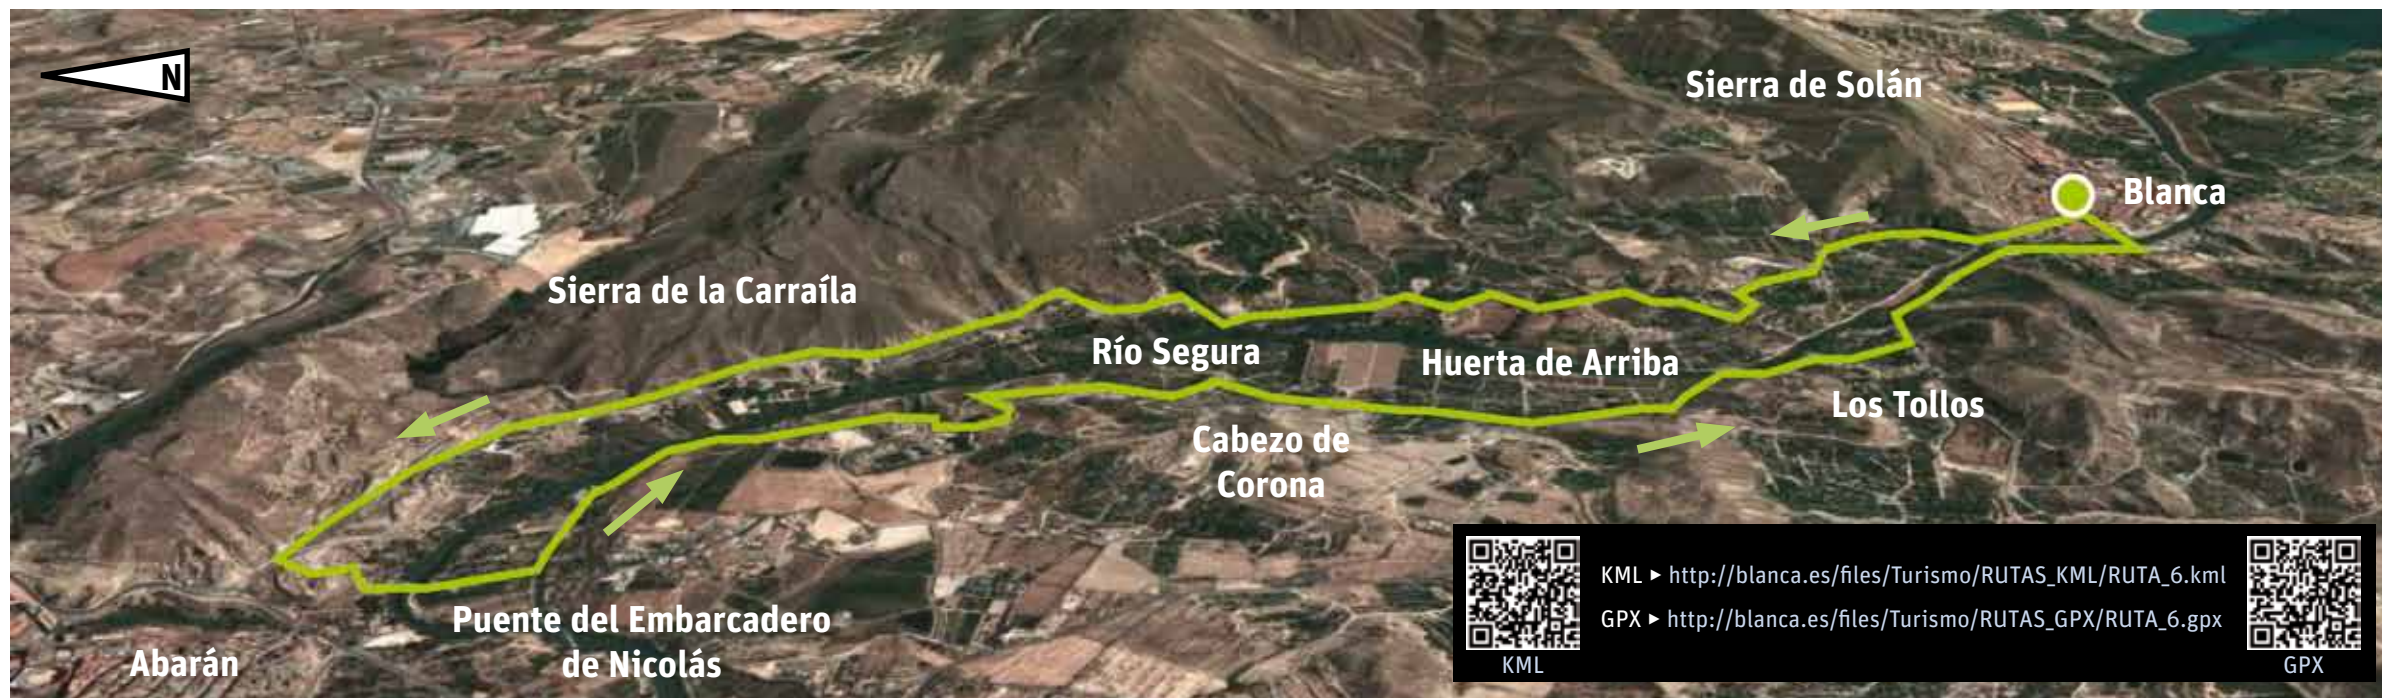 N
Sierra de Solán
Blanca
Sierra de la Carraíla
Río Segura
Huerta de Arriba
Los Tollos
Cabezo de
Corona
Puente del Embarcadero
de Nicolás
Abarán
KML ▸ http://blanca.es/files/Turismo/RUTAS_KML/RUTA_6.kml
GPX ▸ http://blanca.es/files/Turismo/RUTAS_GPX/RUTA_6.gpx
KML
GPX